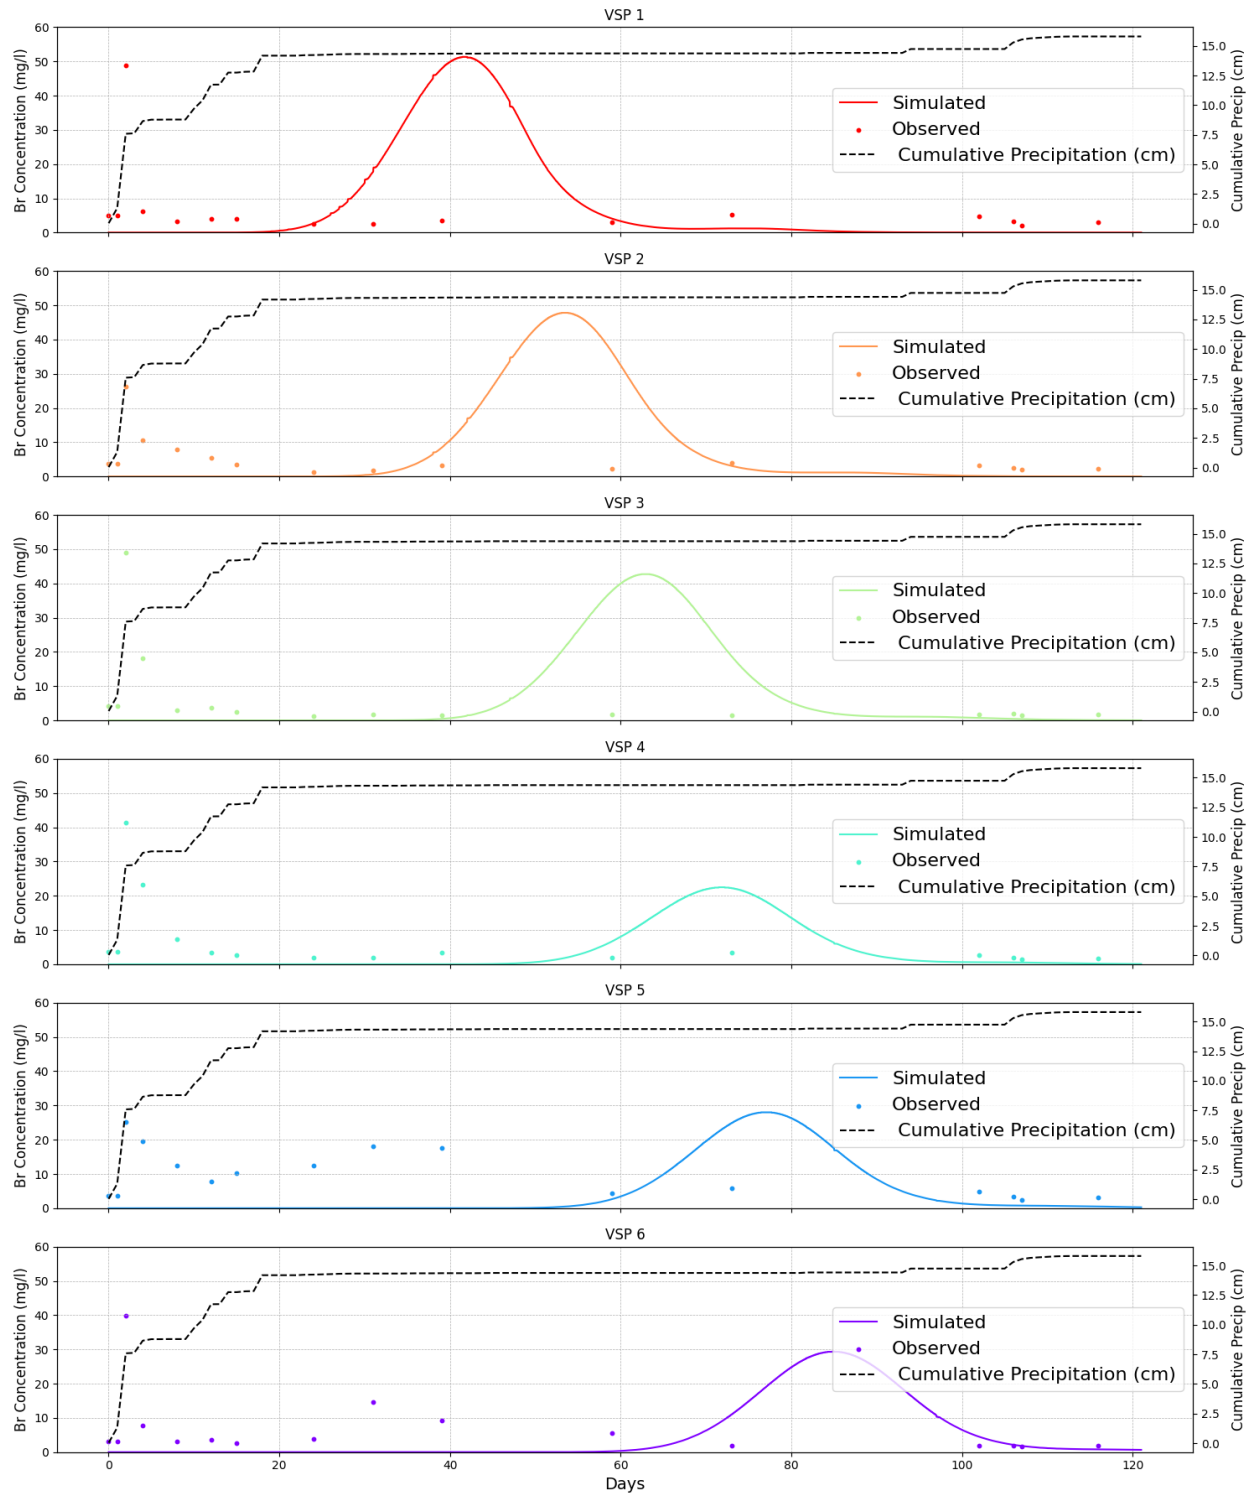 VSP 1
Br Concentration (mg/l)
60
50
40
30
20
10
0
15.0
12.5
10.0
7.5
5.0
2.5
0.0
Cumulative Precip (cm)
Simulated
Observed
Cumulative Precipitation (cm)
VSP 2
Br Concentration (mg/l)
60
50
40
30
20
10
0
15.0
12.5
10.0
7.5
5.0
2.5
0.0
Cumulative Precip (cm)
Simulated
Observed
Cumulative Precipitation (cm)
VSP 3
Br Concentration (mg/l)
60
50
40
30
20
10
0
15.0
12.5
10.0
7.5
5.0
2.5
0.0
Cumulative Precip (cm)
Simulated
Observed
Cumulative Precipitation (cm)
VSP 4
Br Concentration (mg/l)
60
50
40
30
20
10
0
15.0
12.5
10.0
7.5
5.0
2.5
0.0
Cumulative Precip (cm)
Simulated
Observed
Cumulative Precipitation (cm)
VSP 5
Br Concentration (mg/l)
60
50
40
30
20
10
0
15.0
12.5
10.0
7.5
5.0
2.5
0.0
Cumulative Precip (cm)
Simulated
Observed
Cumulative Precipitation (cm)
VSP 6
Br Concentration (mg/l)
60
50
40
30
20
10
0
15.0
12.5
10.0
7.5
5.0
2.5
0.0
Cumulative Precip (cm)
Simulated
Observed
Cumulative Precipitation (cm)
0 20 40 60 80 100 120
Days